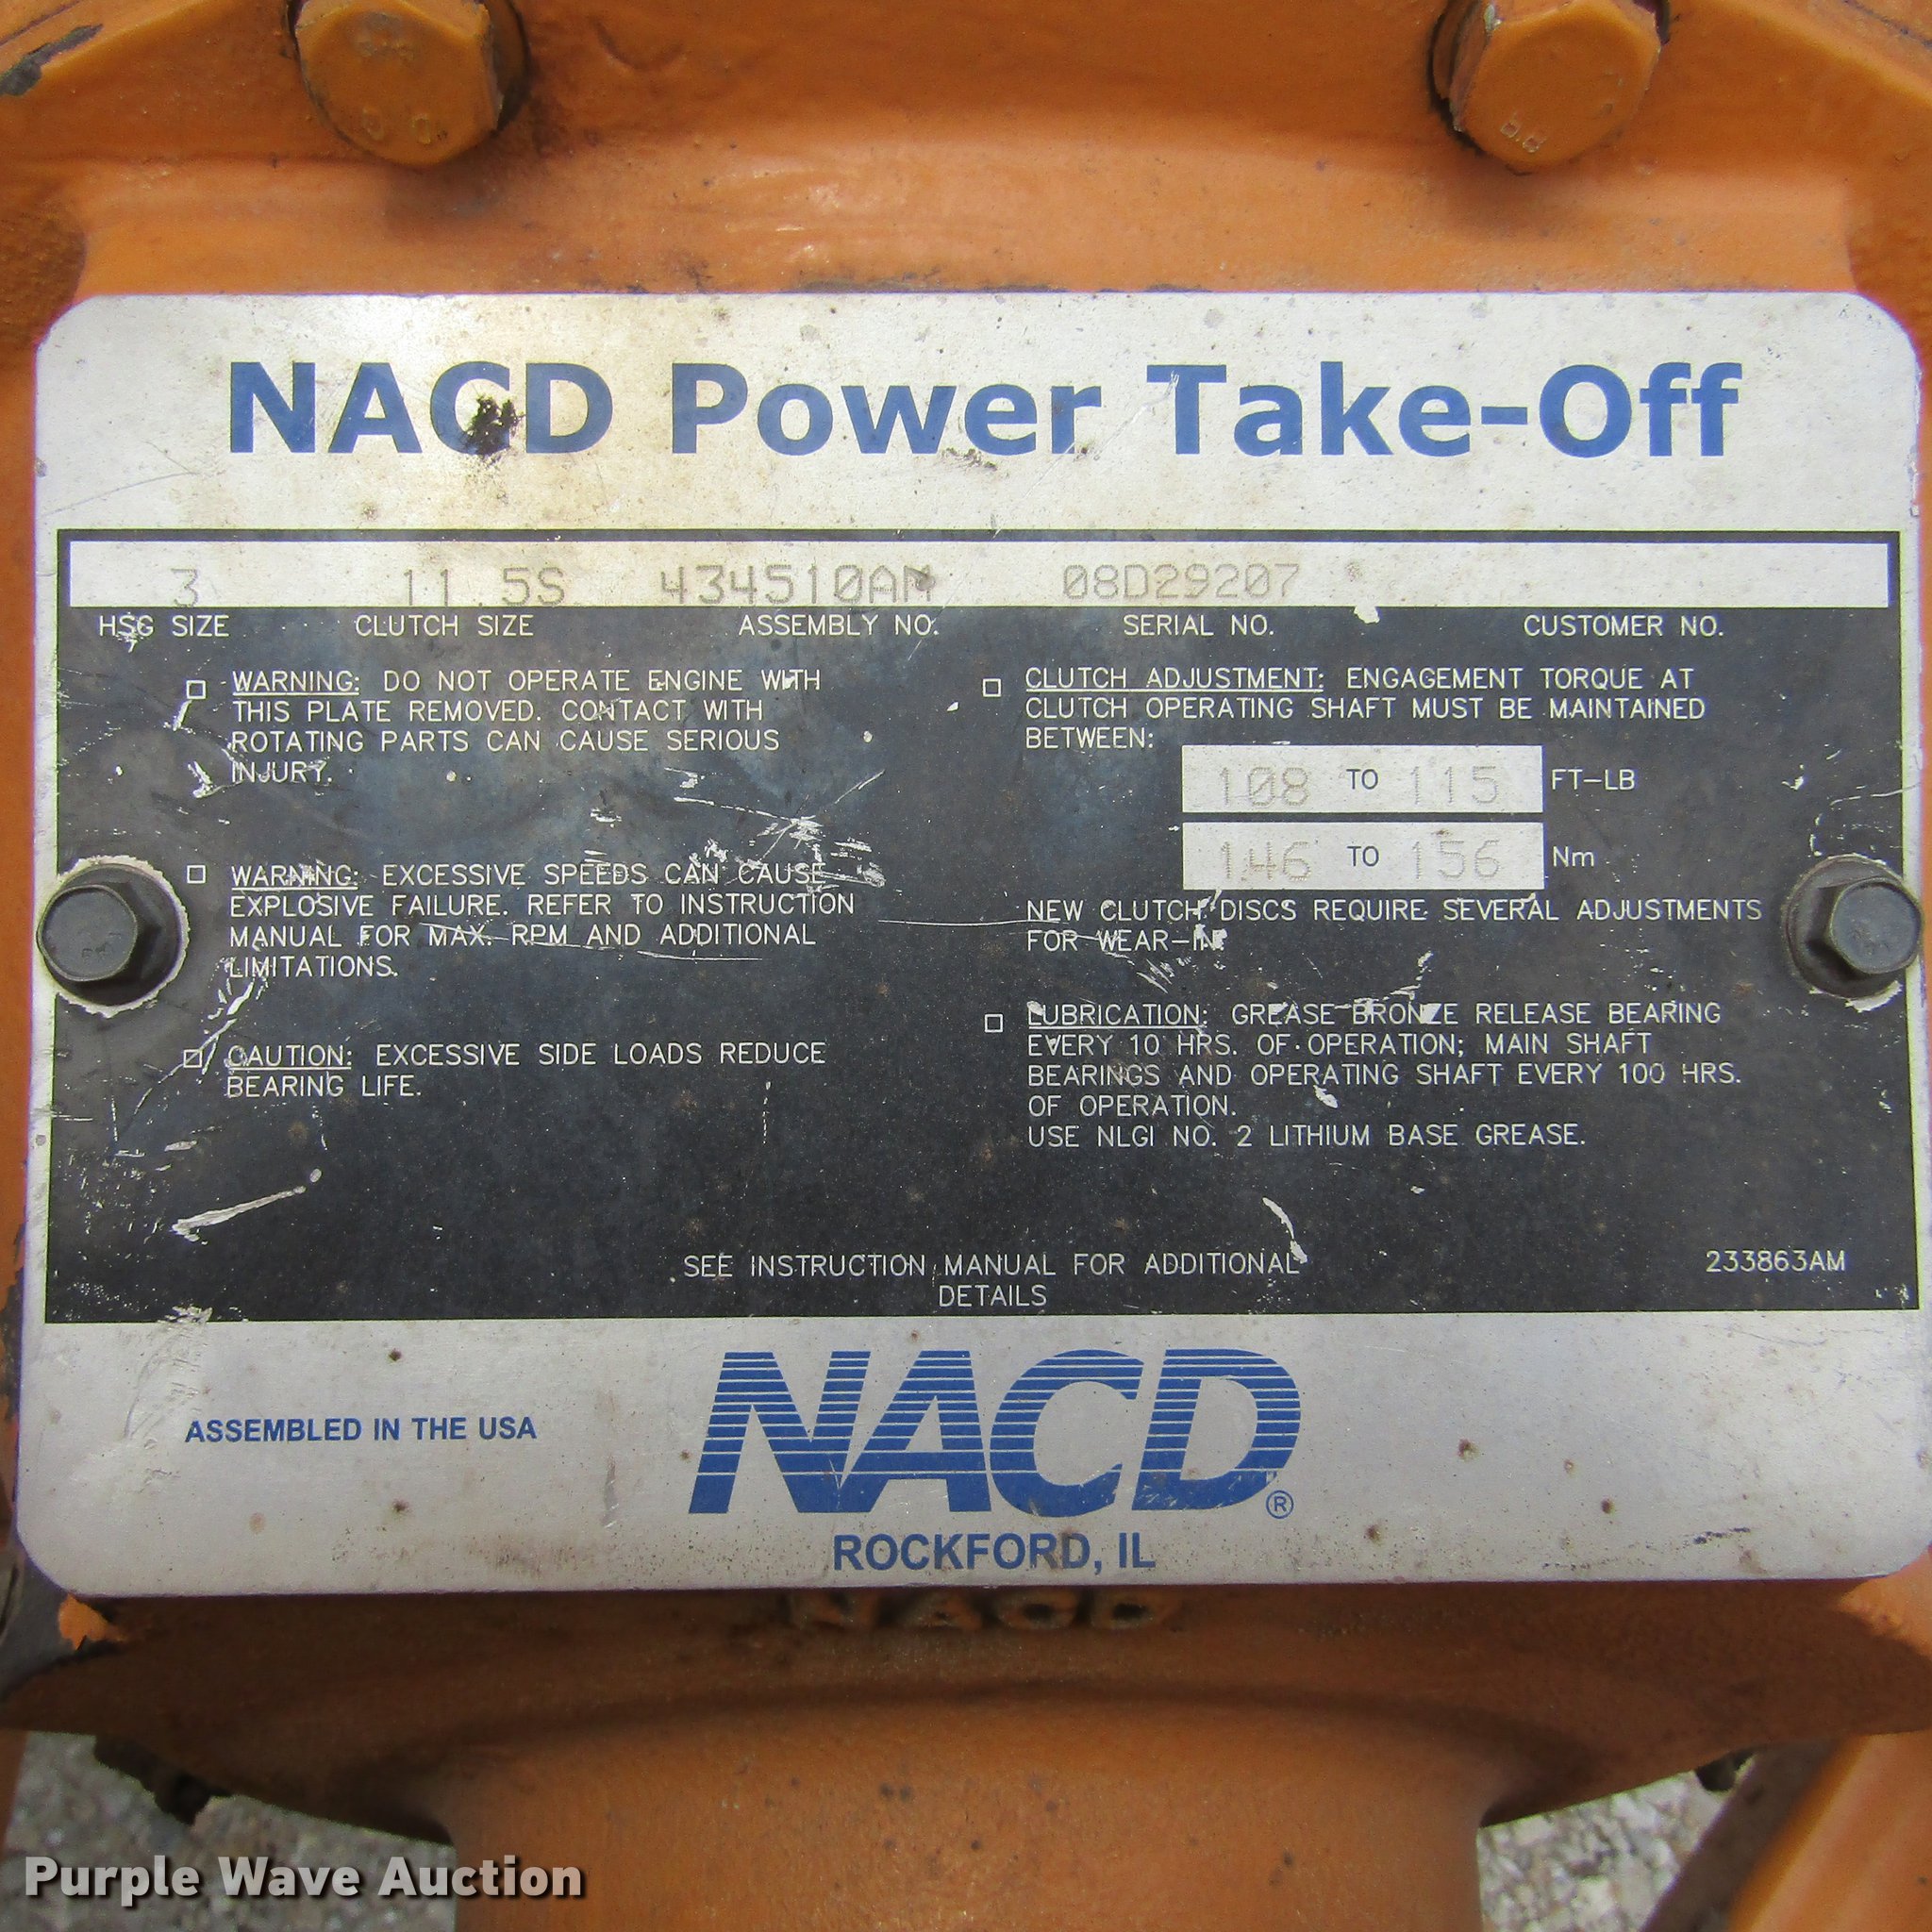 NACD Power Take-Off
3 11.5S 434510AM 08D29207
HSG SIZE CLUTCH SIZE ASSEMBLY NO. SERIAL NO. CUSTOMER NO.
WARNING: DO NOT OPERATE ENGINE WITH
THIS PLATE REMOVED. CONTACT WITH
ROTATING PARTS CAN CAUSE SERIOUS
INJURY.
WARNING: EXCESSIVE SPEEDS CAN CAUSE
EXPLOSIVE FAILURE. REFER TO INSTRUCTION
MANUAL FOR MAX. RPM AND ADDITIONAL
LIMITATIONS.
CAUTION: EXCESSIVE SIDE LOADS REDUCE
BEARING LIFE.
CLUTCH ADJUSTMENT: ENGAGEMENT TORQUE AT
CLUTCH OPERATING SHAFT MUST BE MAINTAINED
BETWEEN:
108 TO 115 FT-LB
146 TO 156 Nm
NEW CLUTCH DISCS REQUIRE SEVERAL ADJUSTMENTS
FOR WEAR-IN
LUBRICATION: GREASE BRONZE RELEASE BEARING
EVERY 10 HRS. OF OPERATION; MAIN SHAFT
BEARINGS AND OPERATING SHAFT EVERY 100 HRS.
OF OPERATION.
USE NLGI NO. 2 LITHIUM BASE GREASE.
SEE INSTRUCTION MANUAL FOR ADDITIONAL
DETAILS
233863AM
ASSEMBLED IN THE USA
NACD®
ROCKFORD, IL
NACD
Purple Wave Auction